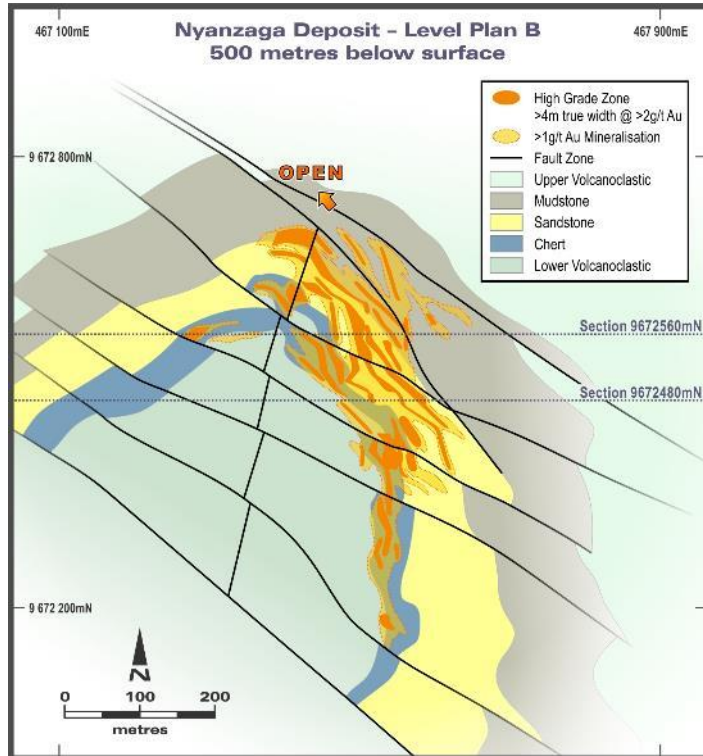 467 100mE
467 900mE
Nyanzaga Deposit – Level Plan B
500 metres below surface
High Grade Zone
>4m true width @ >2g/t Au
>1g/t Au Mineralisation
Fault Zone
Upper Volcanoclastic
Mudstone
Sandstone
Chert
Lower Volcanoclastic
9 672 800mN
OPEN
Section 9672560mN
Section 9672480mN
9 672 200mN
N
0 100 200
metres